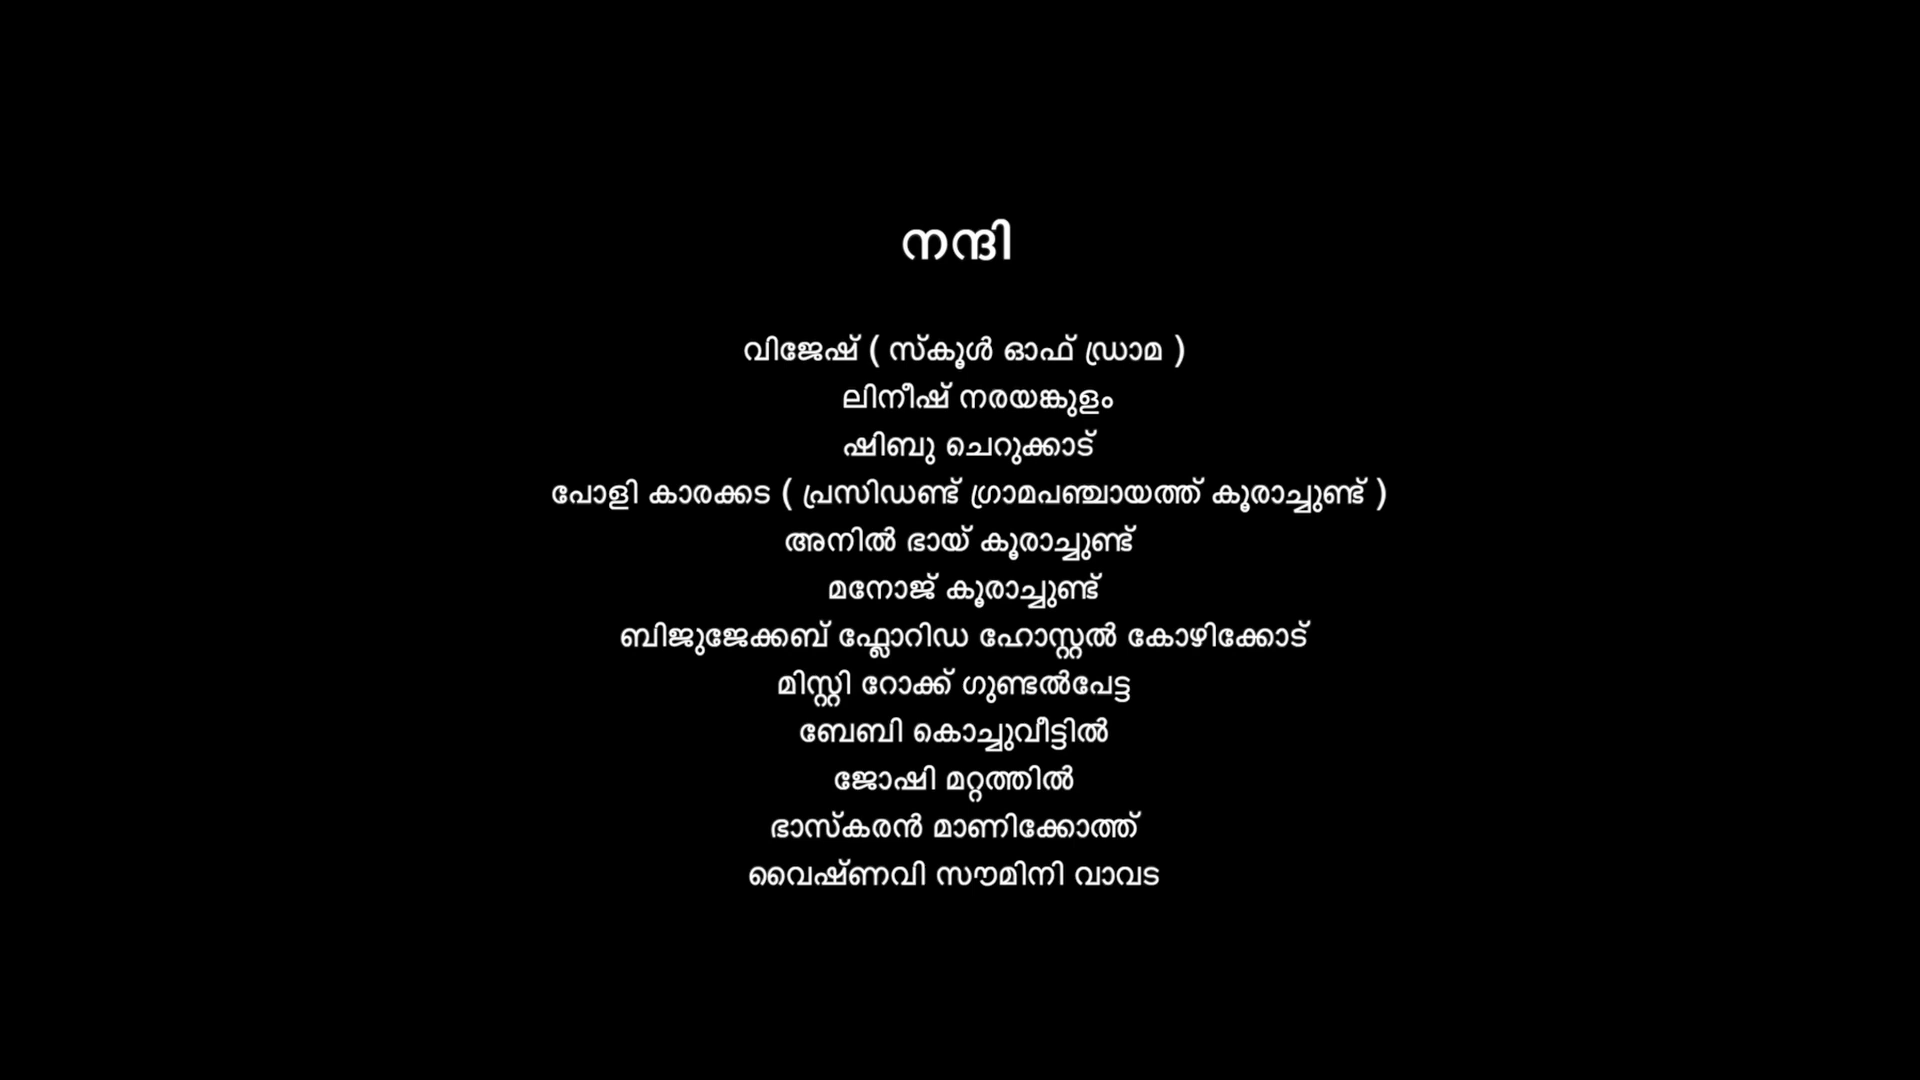 നന്ദി
വിജേഷ് ( സ്കൂൾ ഓഫ് ഡ്രാമ )
ലിനീഷ് നരയങ്കുളം
ഷിബു ചെറുക്കാട്
പോളി കാരക്കട ( പ്രസിഡണ്ട് ഗ്രാമപഞ്ചായത്ത് കൂരാച്ചുണ്ട് )
അനിൽ ഭായ് കൂരാച്ചുണ്ട്
മനോജ് കൂരാച്ചുണ്ട്
ബിജുജേക്കബ് ഫ്ലോറിഡ ഹോസ്റ്റൽ കോഴിക്കോട്
മിസ്റ്റി റോക്ക് ഗുണ്ടൽപേട്ട
ബേബി കൊച്ചുവീട്ടിൽ
ജോഷി മറ്റത്തിൽ
ഭാസ്കരൻ മാണിക്കോത്ത്
വൈഷ്ണവി സൗമിനി വാവട